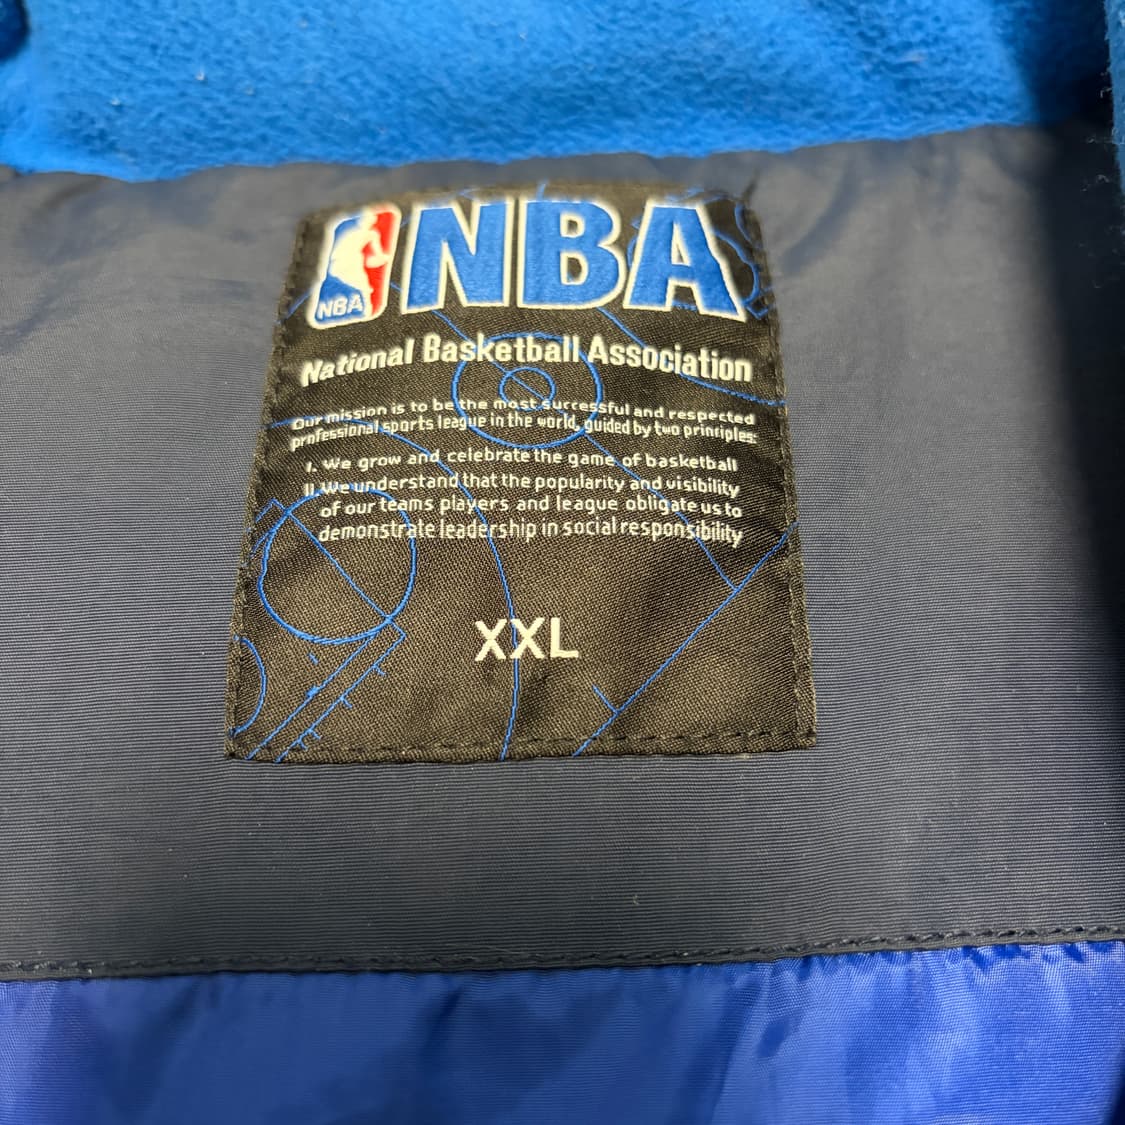 NBA
NBA
National Basketball Association
Our mission is to be the most successful and respected
professional sports league in the world, guided by two principles:
I. We grow and celebrate the game of basketball
II. We understand that the popularity and visibility
of our teams players and league obligate us to
demonstrate leadership in social responsibility
XXL